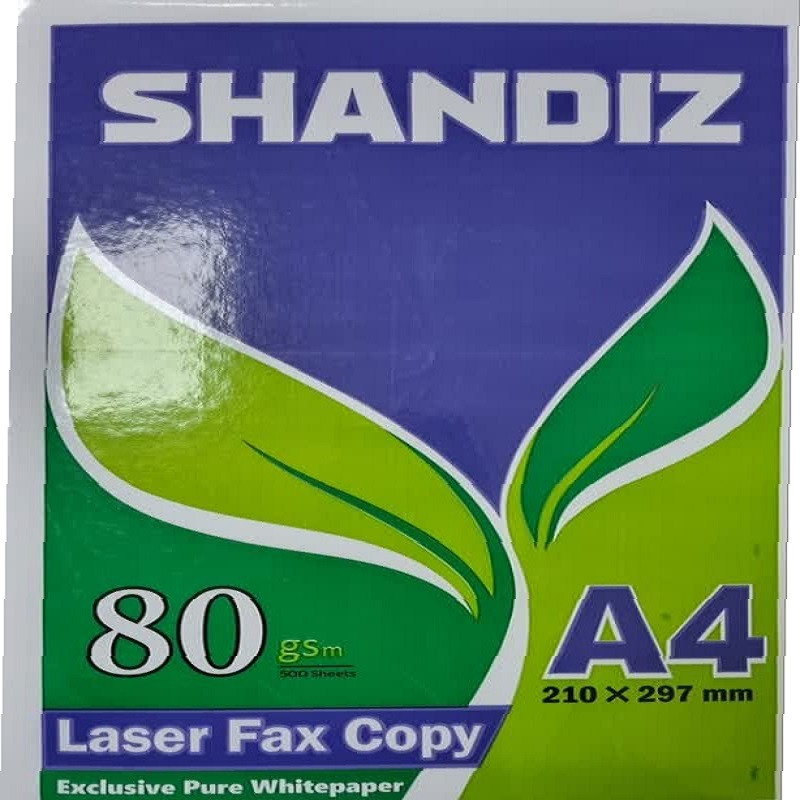 SHANDIZ
80 gsm
500 Sheets
A4
210 × 297 mm
Laser Fax Copy
Exclusive Pure Whitepaper